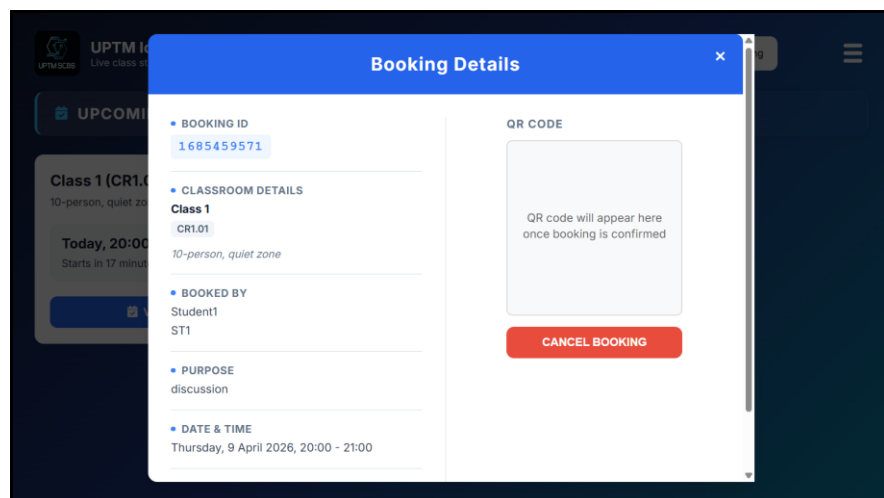 UPTM
Live class st
UPTM SCBS
UPCOMI
Class 1 (CR1.0
10-person, quiet zo
Today, 20:00
Starts in 17 minut
Booking Details
×
BOOKING ID
1685459571
CLASSROOM DETAILS
Class 1
CR1.01
10-person, quiet zone
BOOKED BY
Student1
ST1
PURPOSE
discussion
DATE & TIME
Thursday, 9 April 2026, 20:00 - 21:00
QR CODE
QR code will appear here
once booking is confirmed
CANCEL BOOKING